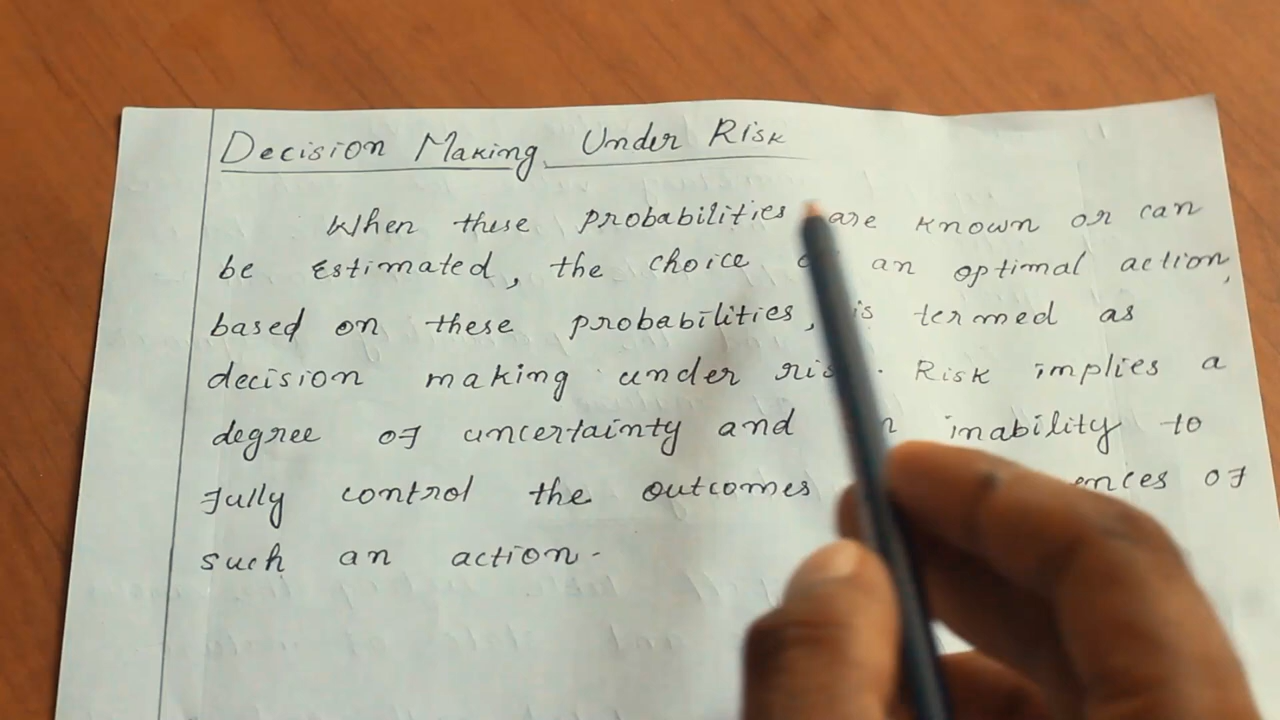 Decision Making Under Risk
When these probabilities are known or can
be Estimated, the choice an optimal action,
based on these probabilities, is termed as
decision making under . Risk implies a
degree of uncertainty and inability to
fully control the outcomes of
such an action.